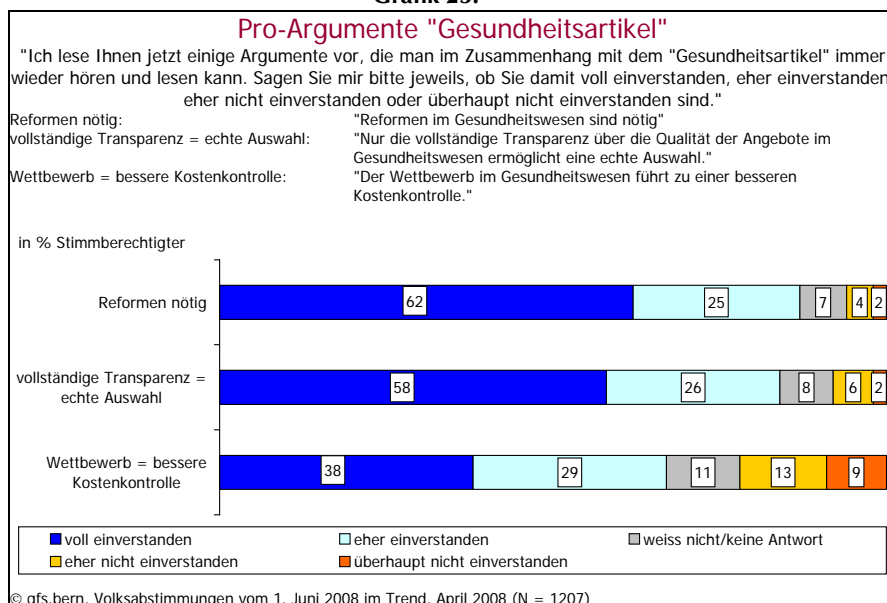 Grafik 25:
Pro-Argumente "Gesundheitsartikel"
"Ich lese Ihnen jetzt einige Argumente vor, die man im Zusammenhang mit dem "Gesundheitsartikel" immer
wieder hören und lesen kann. Sagen Sie mir bitte jeweils, ob Sie damit voll einverstanden, eher einverstanden
eher nicht einverstanden oder überhaupt nicht einverstanden sind."
Reformen nötig: "Reformen im Gesundheitswesen sind nötig"
vollständige Transparenz = echte Auswahl: "Nur die vollständige Transparenz über die Qualität der Angebote im
Gesundheitswesen ermöglicht eine echte Auswahl."
Wettbewerb = bessere Kostenkontrolle: "Der Wettbewerb im Gesundheitswesen führt zu einer besseren
Kostenkontrolle."
in % Stimmberechtigter
Reformen nötig 62 25 7 4 2
vollständige Transparenz =
echte Auswahl 58 26 8 6 2
Wettbewerb = bessere
Kostenkontrolle 38 29 11 13 9
voll einverstanden eher einverstanden weiss nicht/keine Antwort
eher nicht einverstanden überhaupt nicht einverstanden
© gfs.bern, Volksabstimmungen vom 1. Juni 2008 im Trend, April 2008 (N = 1207)